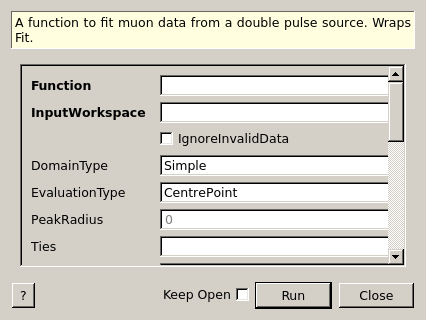 A function to fit muon data from a double pulse source. Wraps
Fit.
Function
InputWorkspace
IgnoreInvalidData
DomainType Simple
EvaluationType CentrePoint
PeakRadius 0
Ties
? Keep Open Run Close